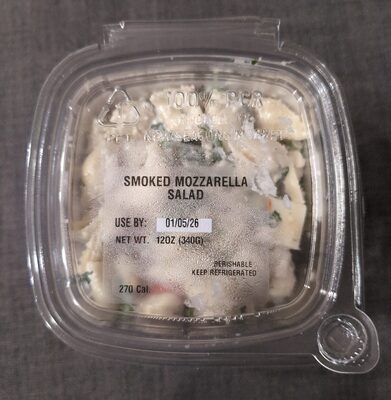 100% PCR
SMOKED MOZZARELLA
SALAD
USE BY: 01/05/26
NET WT. 12OZ (340G)
PERISHABLE
KEEP REFRIGERATED
270 Cal.